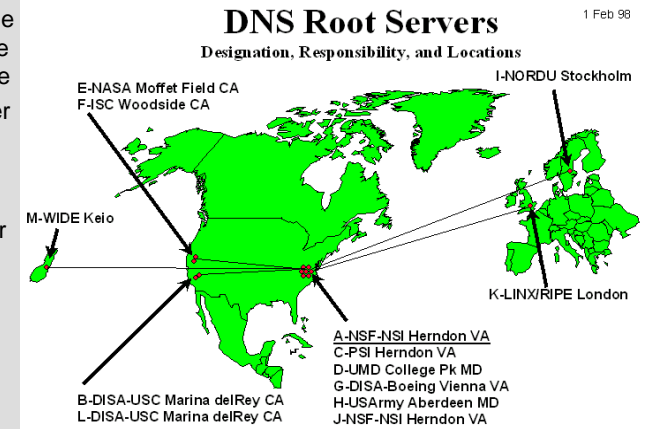 e
e
e
er
r
DNS Root Servers
1 Feb 98
Designation, Responsibility, and Locations
I-NORDU Stockholm
E-NASA Moffet Field CA
F-ISC Woodside CA
M-WIDE Keio
K-LINX/RIPE London
A-NSF-NSI Herndon VA
C-PSI Herndon VA
D-UMD College Pk MD
G-DISA-Boeing Vienna VA
H-USArmy Aberdeen MD
J-NSF-NSI Herndon VA
B-DISA-USC Marina delRey CA
L-DISA-USC Marina delRey CA